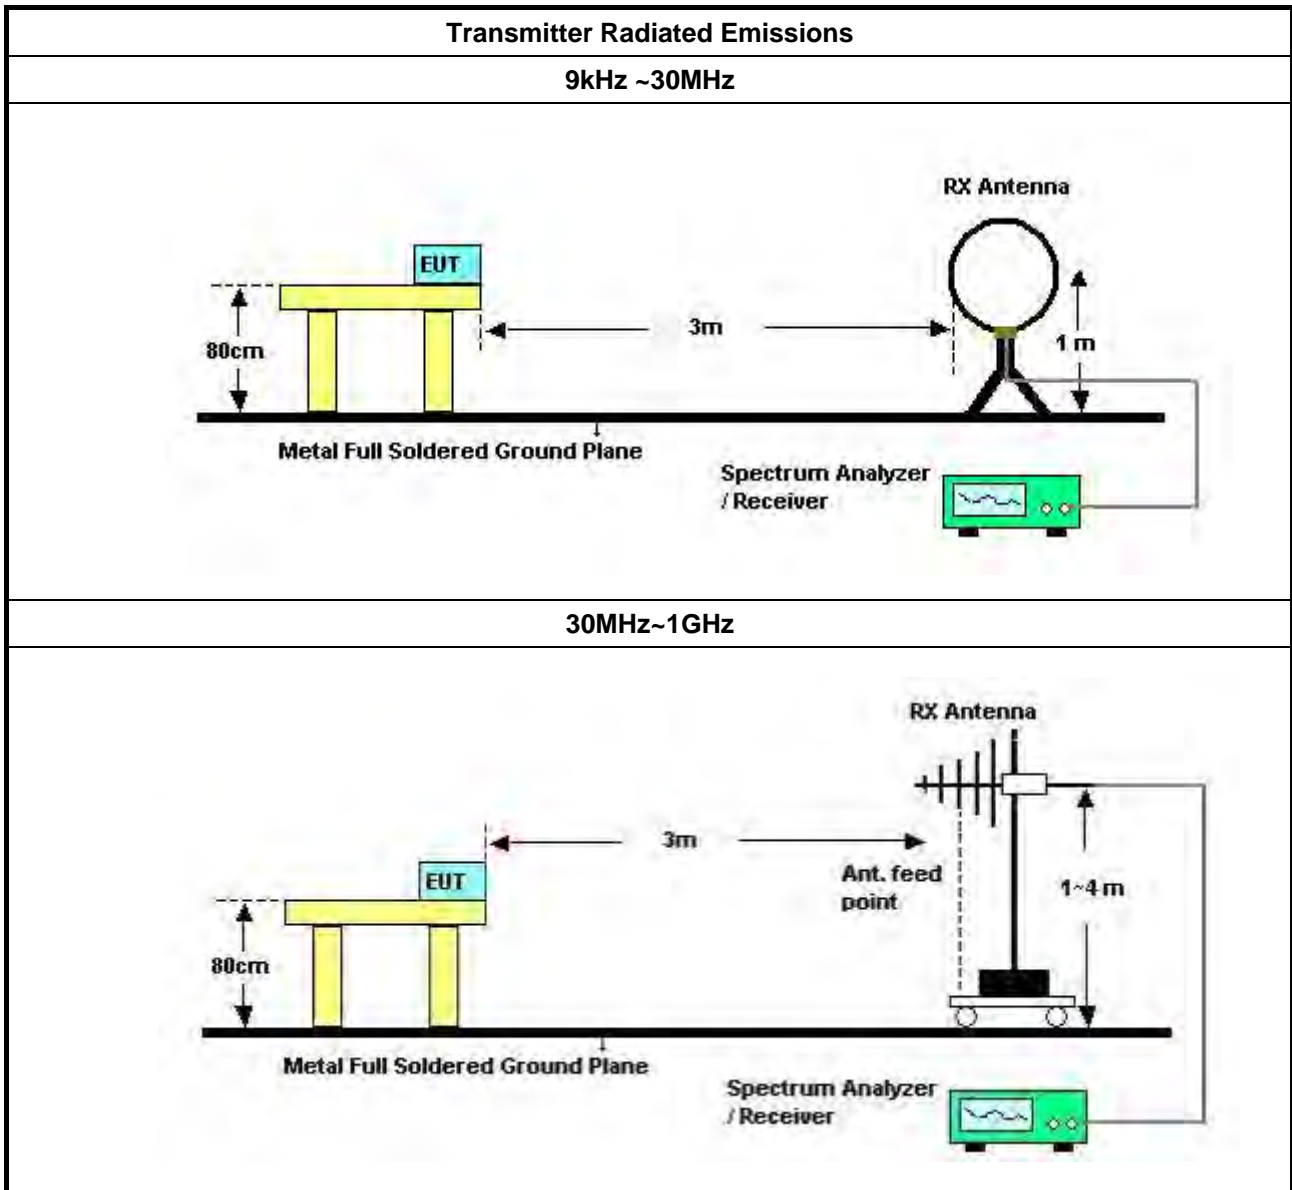 Transmitter Radiated Emissions
9kHz ~30MHz
RX Antenna
EUT
3m
80cm
1 m
Metal Full Soldered Ground Plane
Spectrum Analyzer
/ Receiver
30MHz~1GHz
RX Antenna
3m
EUT
Ant. feed
point
1~4 m
80cm
Metal Full Soldered Ground Plane
Spectrum Analyzer
/ Receiver